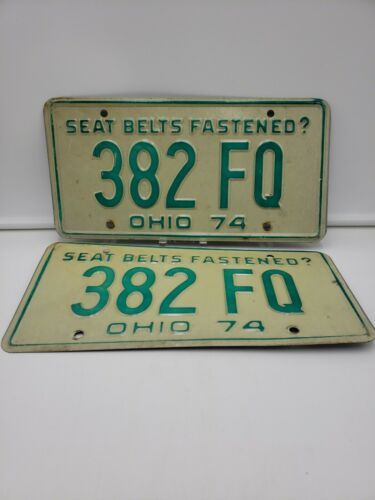 SEAT BELTS FASTENED?
382 FQ
OHIO 74
SEAT BELTS FASTENED?
382 FQ
OHIO 74